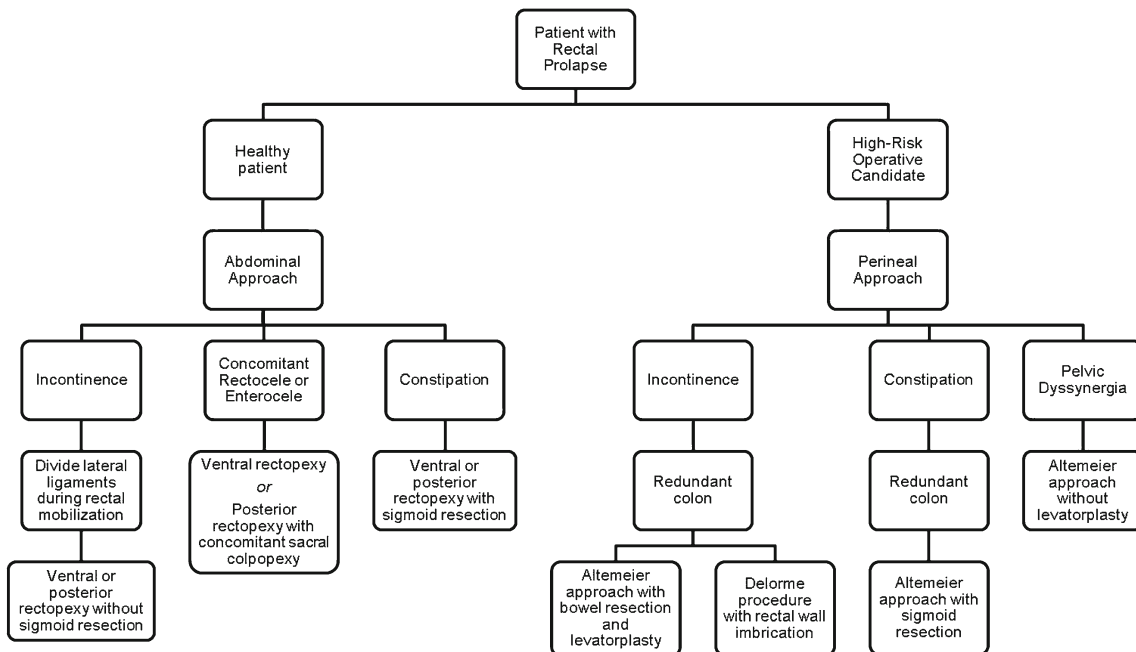 Patient with
Rectal
Prolapse
Healthy
patient
High-Risk
Operative
Candidate
Abdominal
Approach
Perineal
Approach
Incontinence
Concomitant
Rectocele or
Enterocele
Constipation
Incontinence
Constipation
Pelvic
Dyssynergia
Divide lateral
ligaments
during rectal
mobilization
Ventral rectopexy
or
Posterior
rectopexy with
concomitant sacral
colpopexy
Ventral or
posterior
rectopexy with
sigmoid resection
Redundant
colon
Redundant
colon
Altemeier
approach
without
levatorplasty
Ventral or
posterior
rectopexy without
sigmoid resection
Altemeier
approach with
bowel resection
and
levatorplasty
Delorme
procedure
with rectal wall
imbrication
Altemeier
approach with
sigmoid
resection